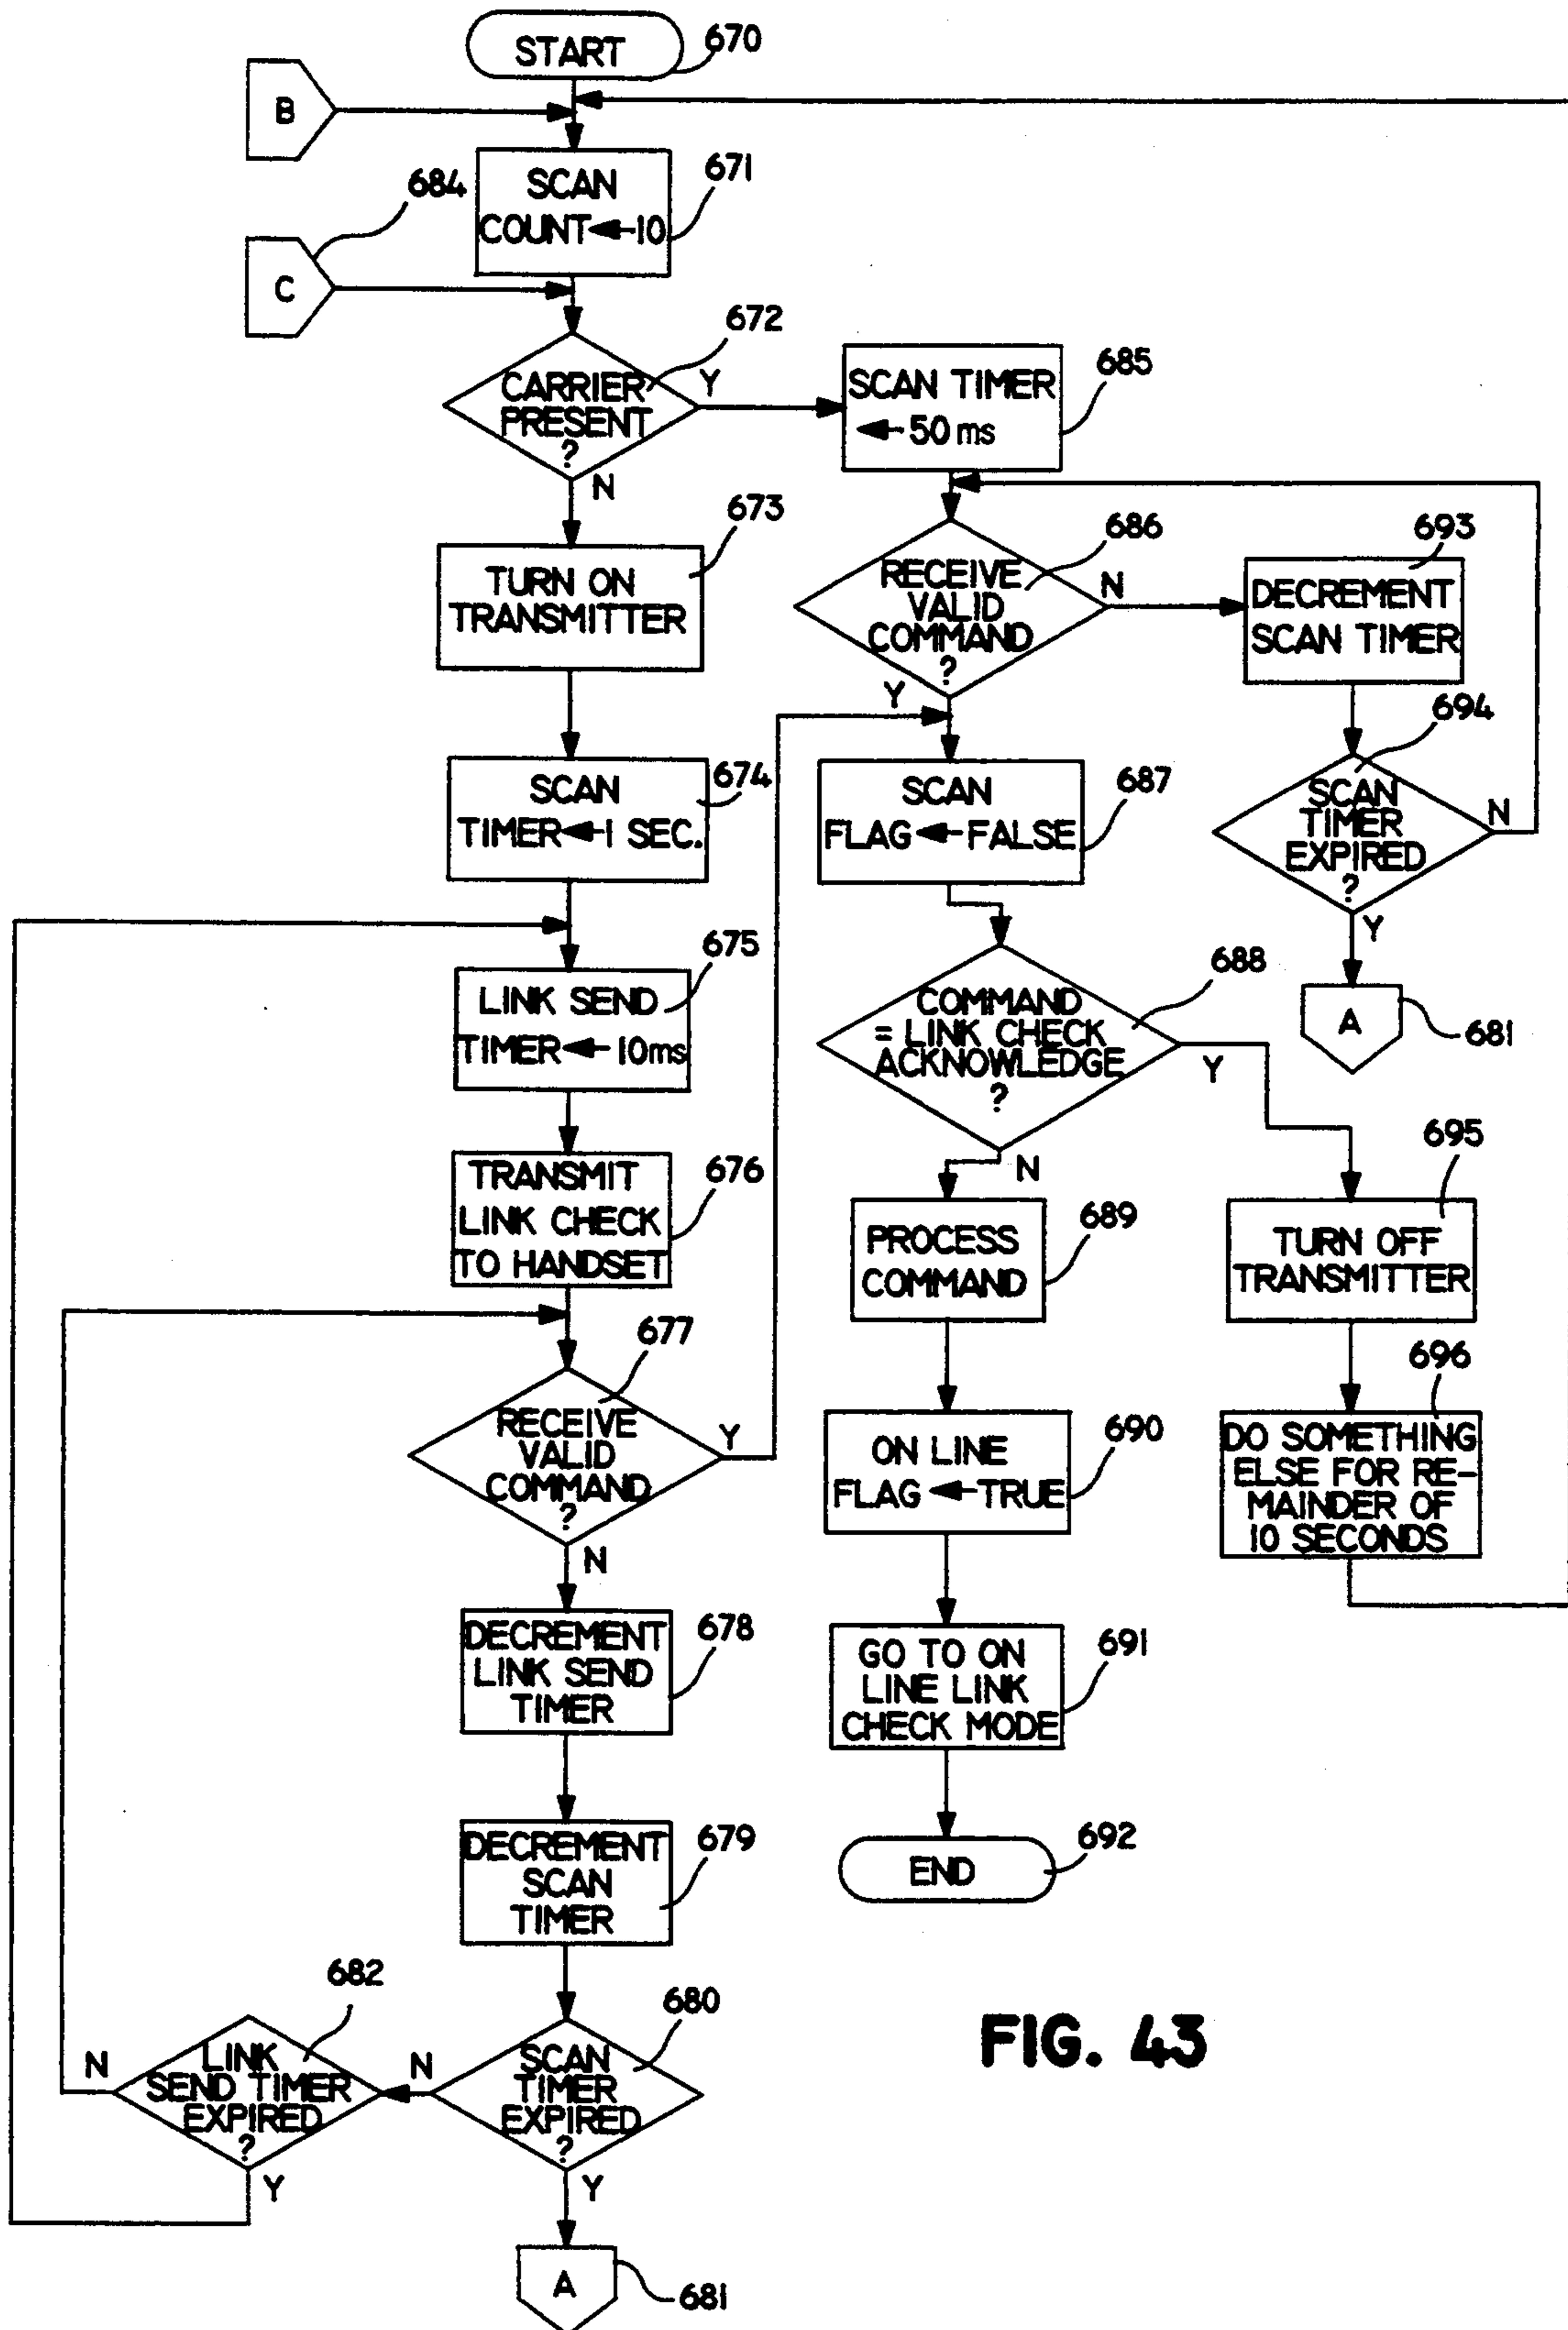 START
670
B
SCAN
COUNT←10
671
684
C
672
CARRIER
PRESENT
?
Y
N
SCAN TIMER
←50 ms
685
673
TURN ON
TRANSMITTER
686
RECEIVE
VALID
COMMAND
?
N
Y
693
DECREMENT
SCAN TIMER
694
SCAN
TIMER
EXPIRED
?
N
Y
A
681
674
SCAN
TIMER←1 SEC.
687
SCAN
FLAG←FALSE
675
LINK SEND
TIMER←10ms
688
COMMAND
= LINK CHECK
ACKNOWLEDGE
?
Y
N
676
TRANSMIT
LINK CHECK
TO HANDSET
689
PROCESS
COMMAND
695
TURN OFF
TRANSMITTER
677
RECEIVE
VALID
COMMAND
?
Y
N
690
ON LINE
FLAG←TRUE
696
DO SOMETHING
ELSE FOR RE-
MAINDER OF
10 SECONDS
678
DECREMENT
LINK SEND
TIMER
691
GO TO ON
LINE LINK
CHECK MODE
679
DECREMENT
SCAN
TIMER
692
END
682
LINK
SEND TIMER
EXPIRED
?
N
Y
680
SCAN
TIMER
EXPIRED
?
N
Y
A
681
FIG. 43